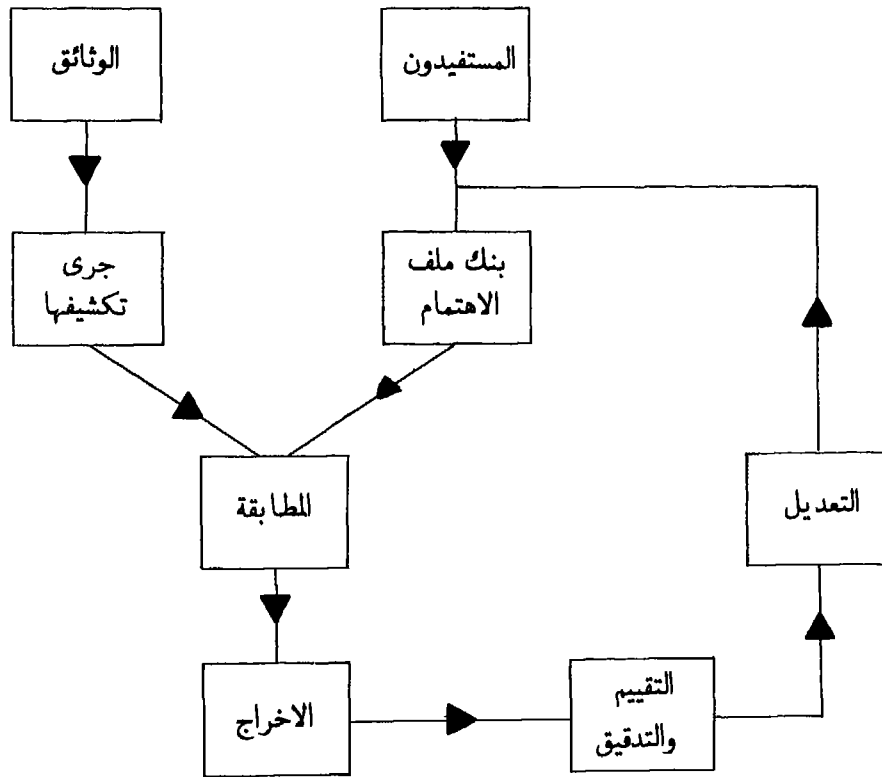 المستفيدون
الوثائق
بنك ملف
الاهتمام
جرى
تكشيفها
المطابقة
التعديل
الاخراج
التقييم
والتدقيق